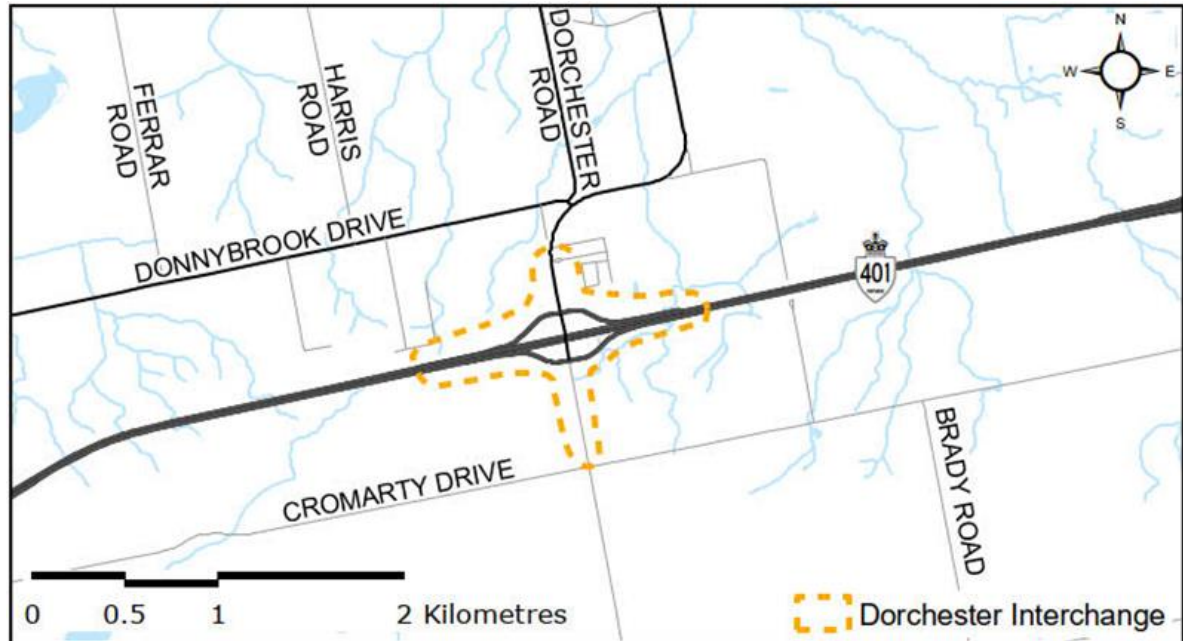 N
W
E
S
FERRAR
ROAD
HARRIS
ROAD
DORCHESTER
ROAD
DONNYBROOK DRIVE
401
CROMARTY DRIVE
BRADY ROAD
0 0.5 1 2 Kilometres
Dorchester Interchange